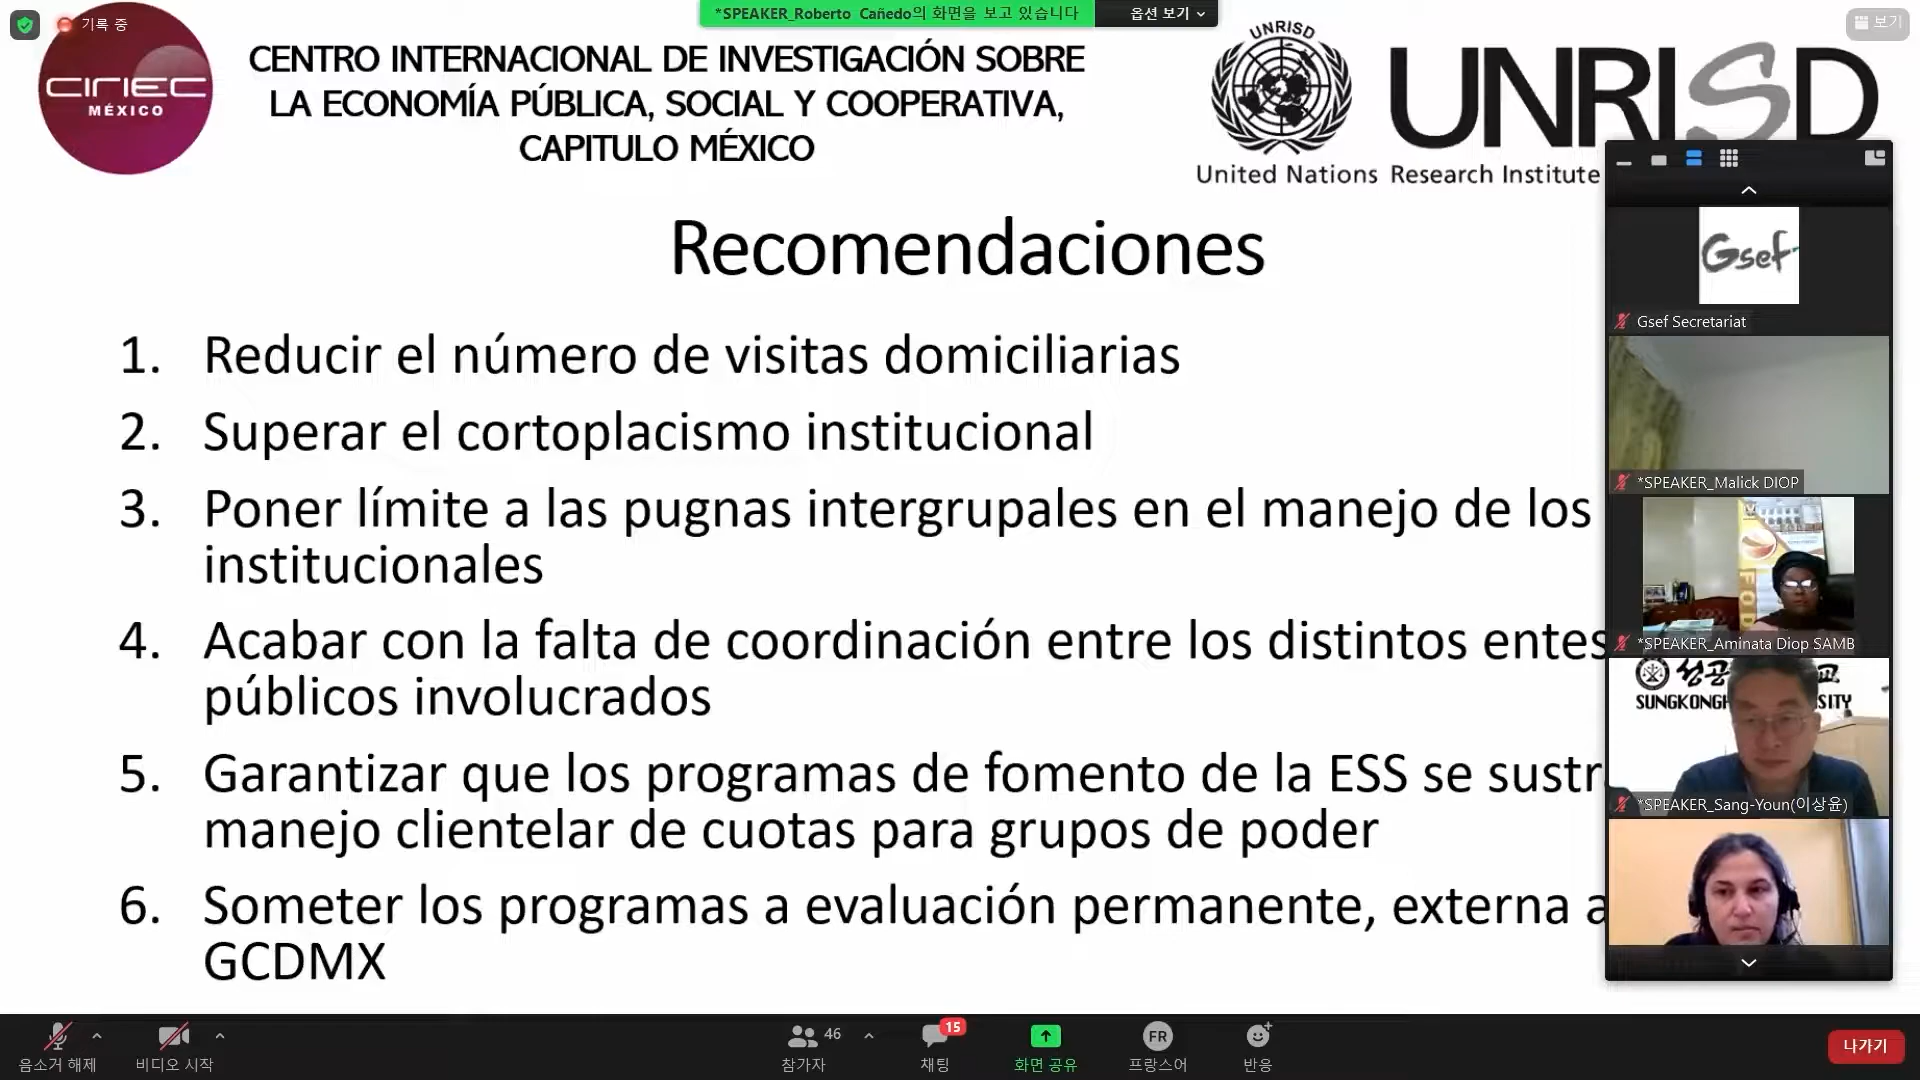 기록 중
*SPEAKER_Roberto Cañedo의 화면을 보고 있습니다
옵션 보기
보기
CIRIEC
MÉXICO
CENTRO INTERNACIONAL DE INVESTIGACIÓN SOBRE
LA ECONOMÍA PÚBLICA, SOCIAL Y COOPERATIVA,
CAPITULO MÉXICO
UNRISD
UNRISD
United Nations Research Institute
Recomendaciones
1. Reducir el número de visitas domiciliarias
2. Superar el cortoplacismo institucional
3. Poner límite a las pugnas intergrupales en el manejo de los
institucionales
4. Acabar con la falta de coordinación entre los distintos entes
públicos involucrados
5. Garantizar que los programas de fomento de la ESS se sustr
manejo clientelar de cuotas para grupos de poder
6. Someter los programas a evaluación permanente, externa a
GCDMX
Gsef
Gsef Secretariat
*SPEAKER_Malick DIOP
*SPEAKER_Aminata Diop SAMB
*SPEAKER_Sang-Youn(이상윤)
음소거 해제
비디오 시작
46
참가자
15
채팅
화면 공유
FR
프랑스어
반응
나가기